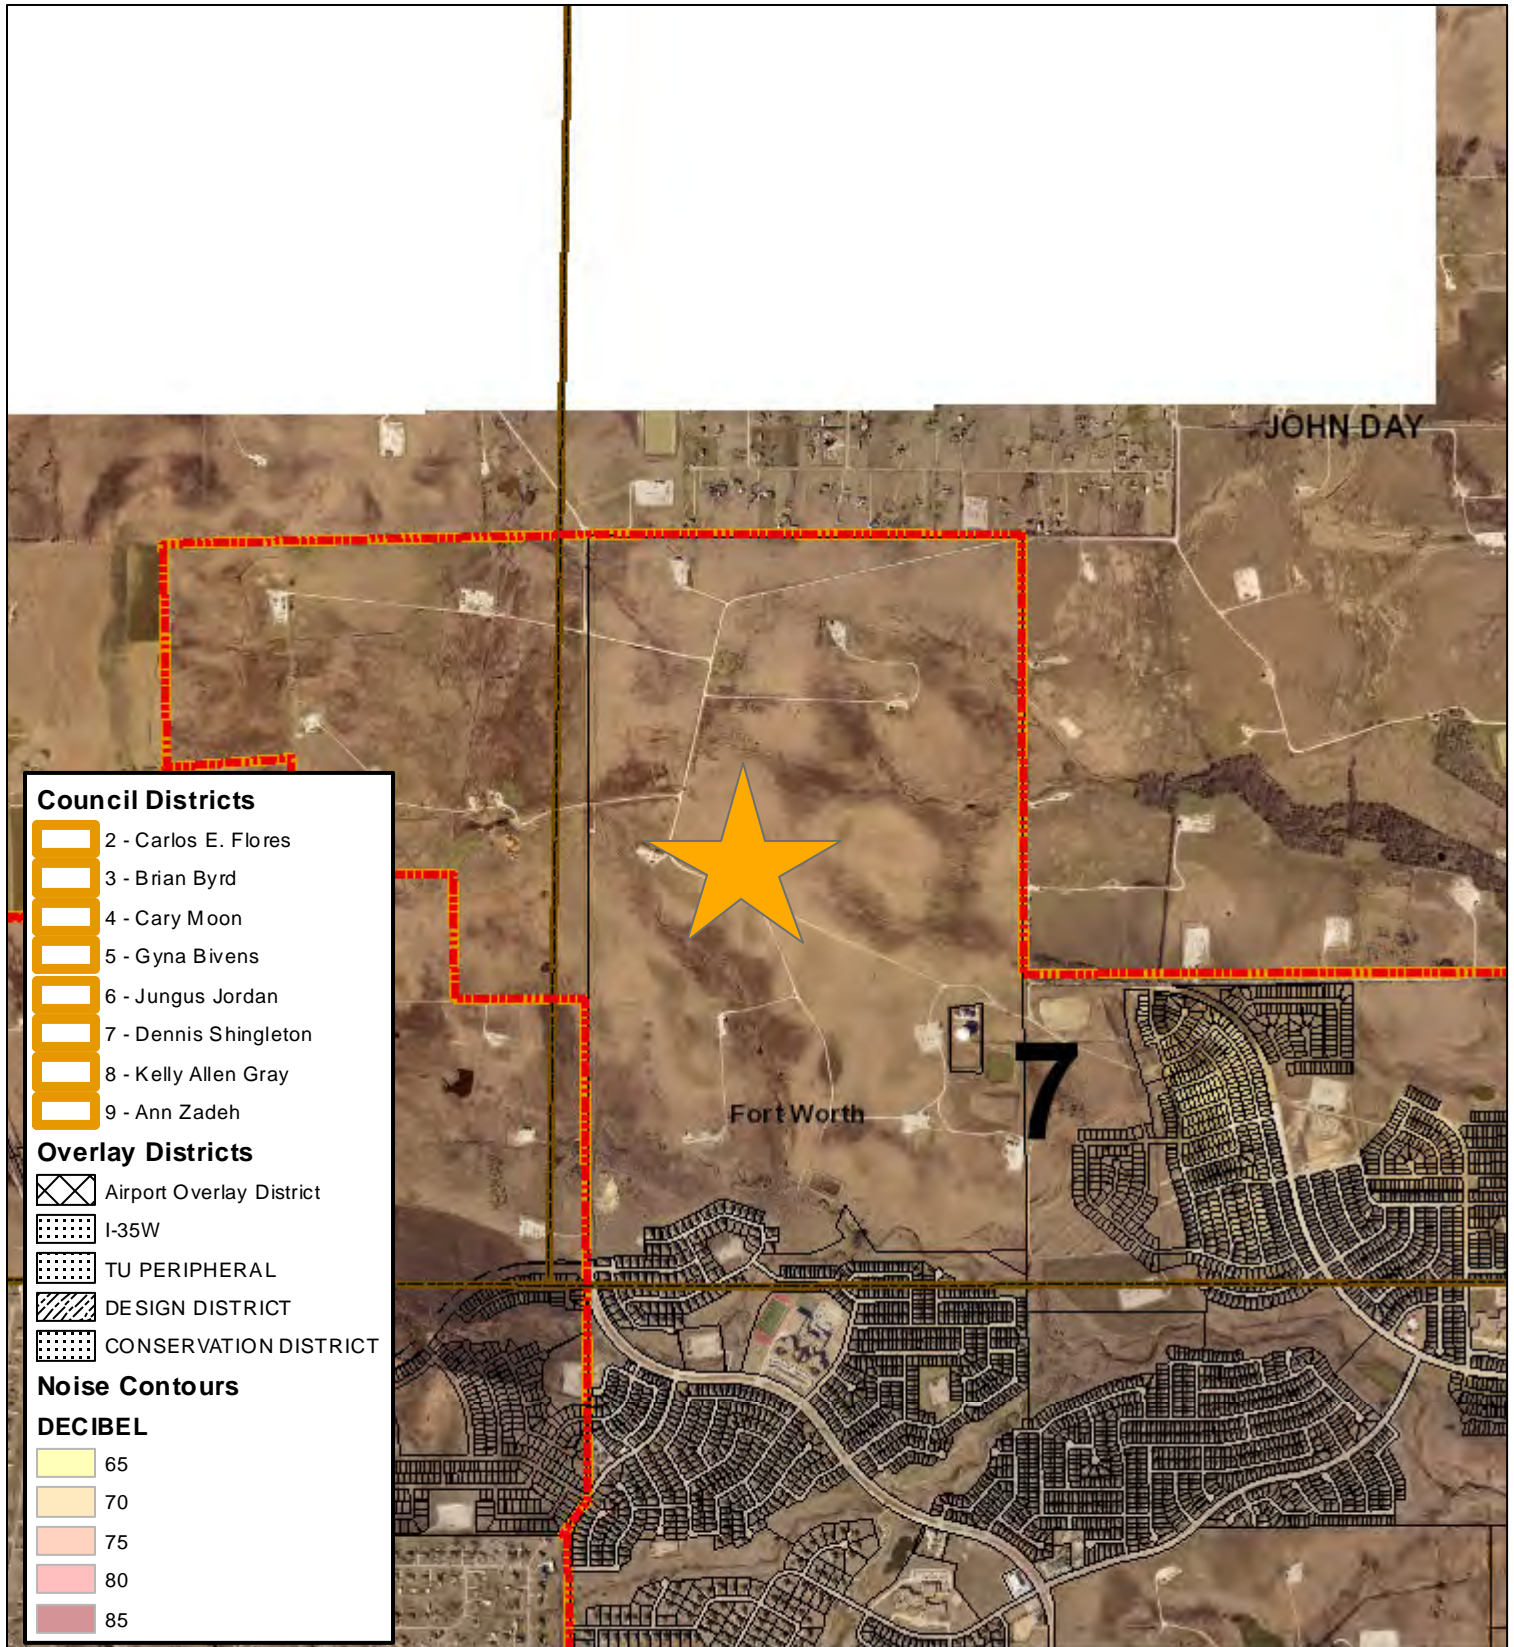 JOHN DAY
Council Districts
2 - Carlos E. Flores
3 - Brian Byrd
4 - Cary Moon
5 - Gyna Bivens
6 - Jungus Jordan
7 - Dennis Shingleton
8 - Kelly Allen Gray
9 - Ann Zadeh
Overlay Districts
Airport Overlay District
I-35W
TU PERIPHERAL
DESIGN DISTRICT
CONSERVATION DISTRICT
Noise Contours
DECIBEL
65
70
75
80
85
7
Fort Worth